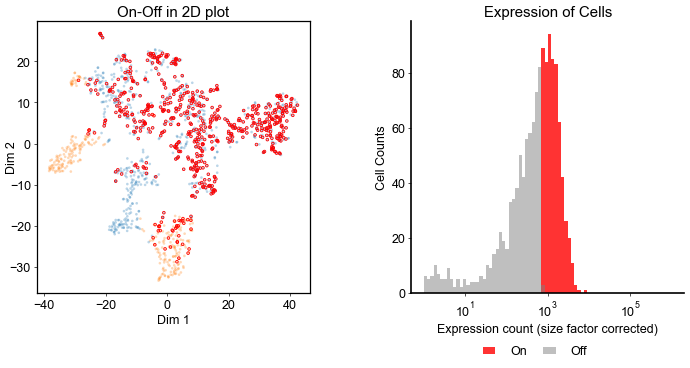 On-Off in 2D plot
Dim 2
20
10
0
−10
−20
−30
−40
−20
0
20
40
Dim 1
Expression of Cells
Cell Counts
80
60
40
20
0
10^1
10^3
10^5
Expression count (size factor corrected)
On
Off